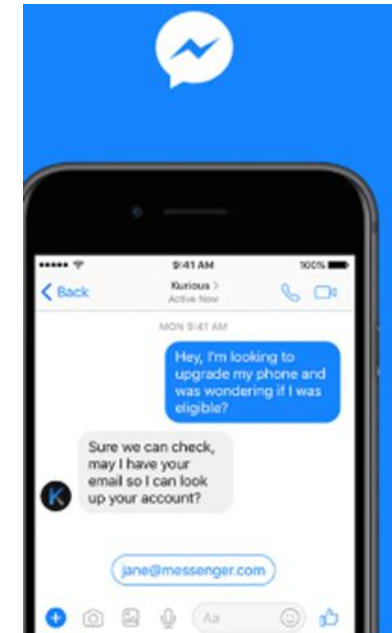 9:41 AM
100%
Back
Kurious >
Active Now
MON 9:41 AM
Hey, I'm looking to
upgrade my phone and
was wondering if I was
eligible?
Sure we can check,
may I have your
email so I can look
up your account?
K
jane@messenger.com
Aa